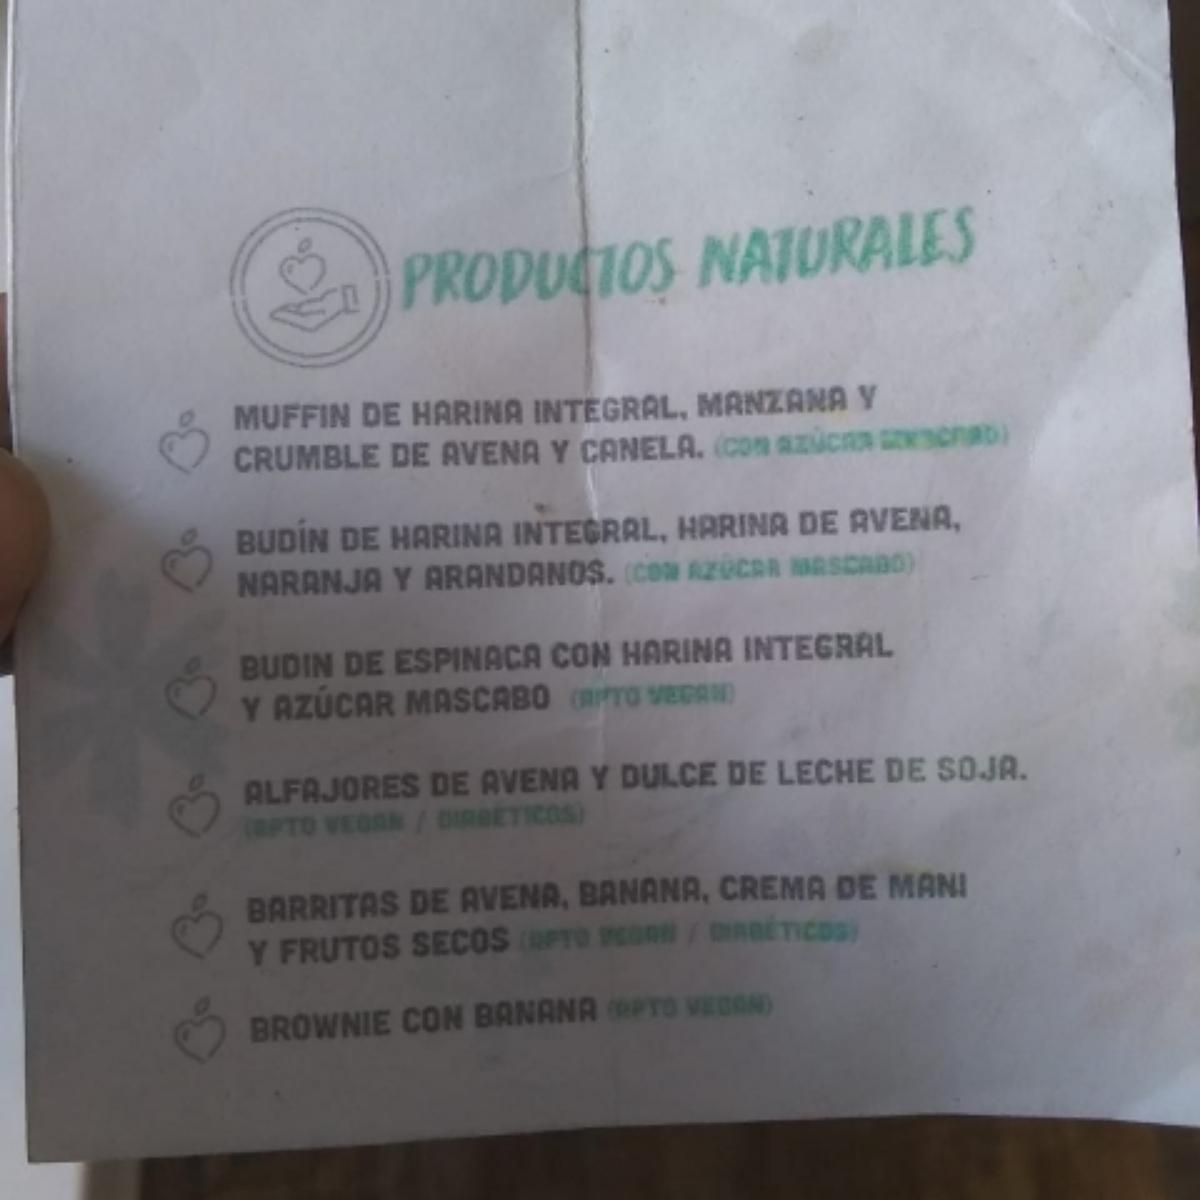 PRODUCTOS NATURALES
MUFFIN DE HARINA INTEGRAL, MANZANA Y
CRUMBLE DE AVENA Y CANELA. (CON AZÚCAR MASCABO)
BUDÍN DE HARINA INTEGRAL, HARINA DE AVENA,
NARANJA Y ARANDANOS. (CON AZÚCAR MASCABO)
BUDIN DE ESPINACA CON HARINA INTEGRAL
Y AZÚCAR MASCABO (APTO VEGAN)
ALFAJORES DE AVENA Y DULCE DE LECHE DE SOJA.
(APTO VEGAN / DIABÉTICOS)
BARRITAS DE AVENA, BANANA, CREMA DE MANI
Y FRUTOS SECOS (APTO VEGAN / DIABÉTICOS)
BROWNIE CON BANANA (APTO VEGAN)